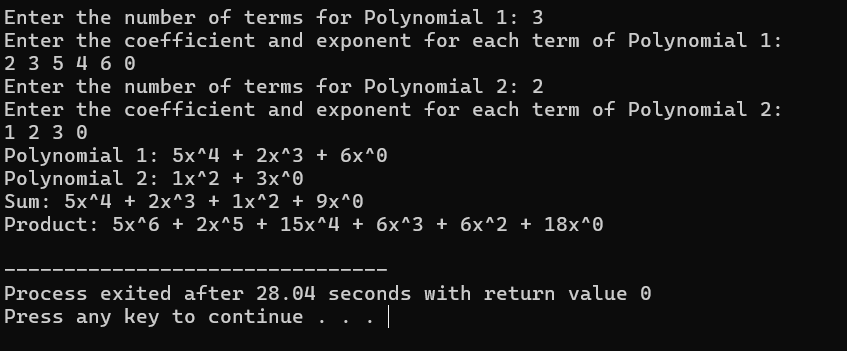 Enter the number of terms for Polynomial 1: 3
Enter the coefficient and exponent for each term of Polynomial 1:
2 3 5 4 6 0
Enter the number of terms for Polynomial 2: 2
Enter the coefficient and exponent for each term of Polynomial 2:
1 2 3 0
Polynomial 1: 5x^4 + 2x^3 + 6x^0
Polynomial 2: 1x^2 + 3x^0
Sum: 5x^4 + 2x^3 + 1x^2 + 9x^0
Product: 5x^6 + 2x^5 + 15x^4 + 6x^3 + 6x^2 + 18x^0
--------------------------------
Process exited after 28.04 seconds with return value 0
Press any key to continue . . .